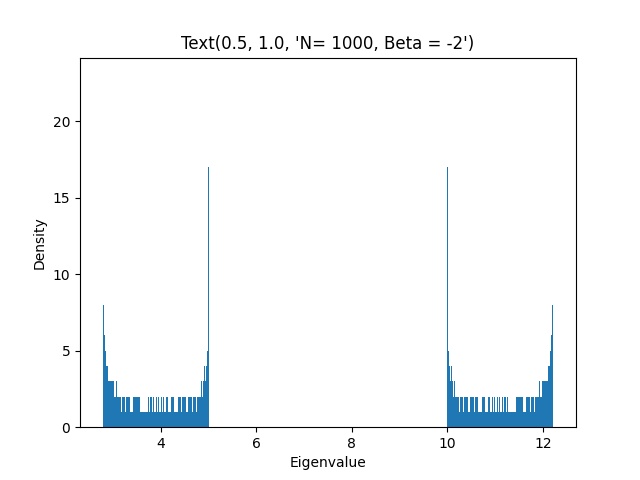 Text(0.5, 1.0, 'N= 1000, Beta = -2')
20
15
10
5
0
Density
4 6 8 10 12
Eigenvalue